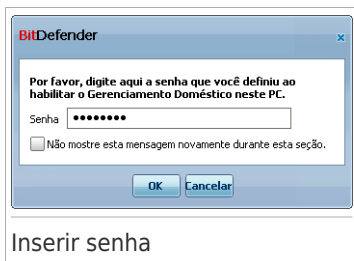 BitDefender
Por favor, digite aqui a senha que você definiu ao
habilitar o Gerenciamento Doméstico neste PC.
Senha ••••••••
Não mostre esta mensagem novamente durante esta seção.
OK Cancelar
Inserir senha